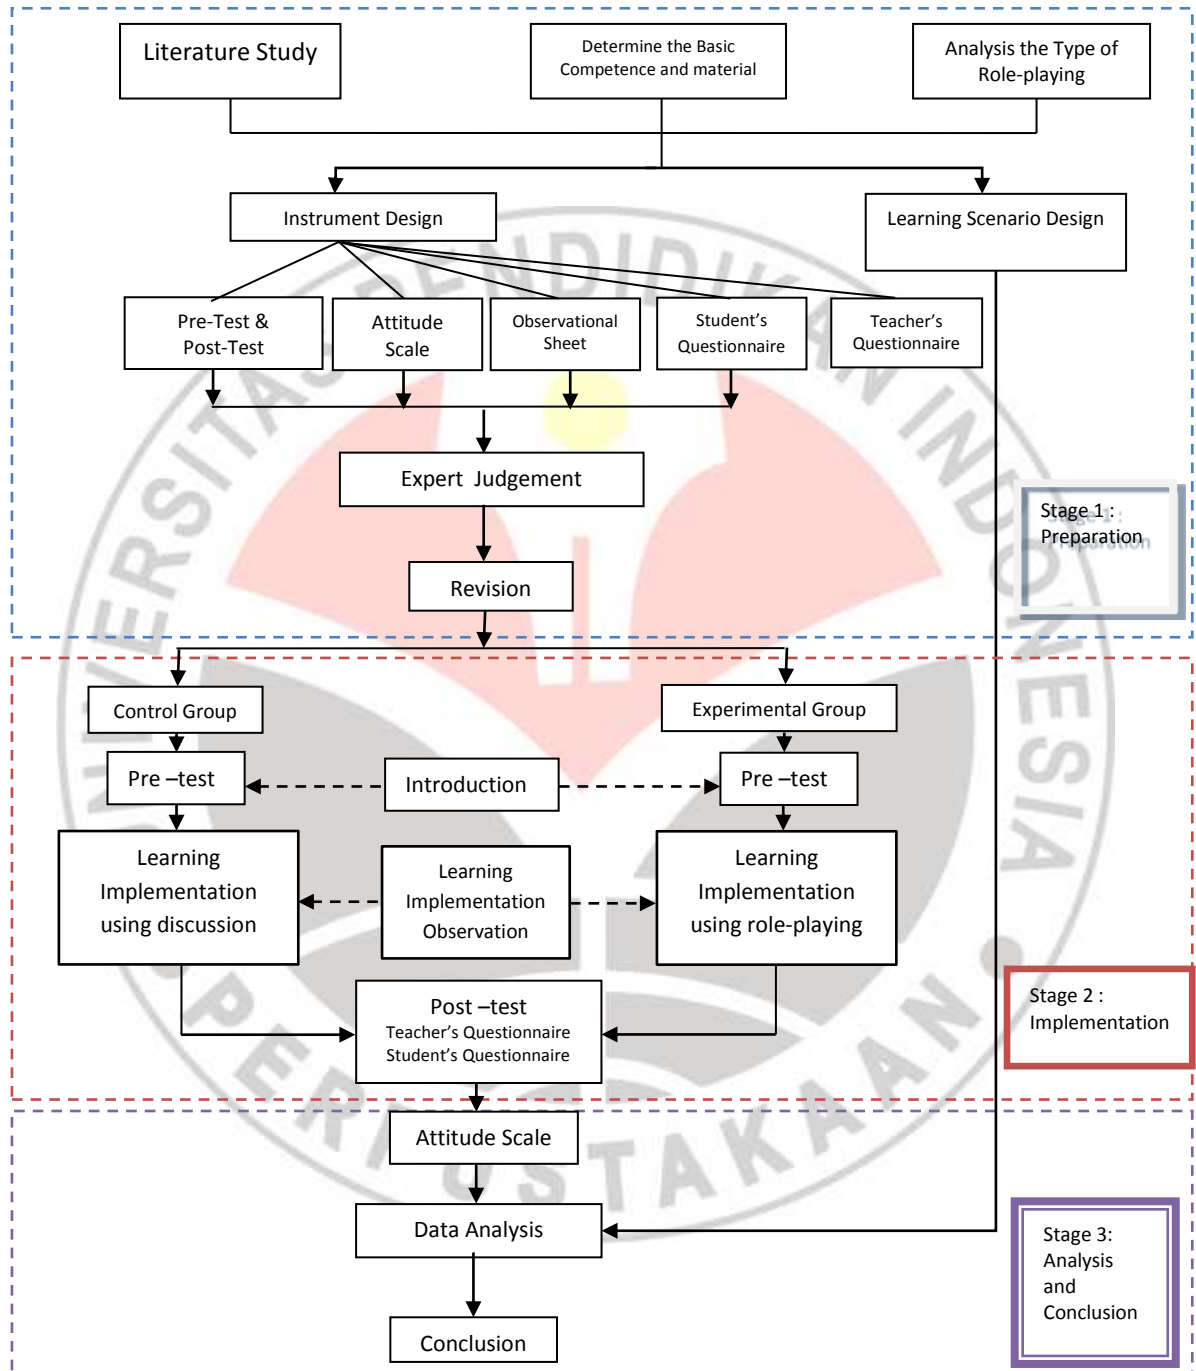 Literature Study
Determine the Basic
Competence and material
Analysis the Type of
Role-playing
Instrument Design
Learning Scenario Design
Pre-Test &
Post-Test
Attitude
Scale
Observational
Sheet
Student's
Questionnaire
Teacher's
Questionnaire
Expert Judgement
Stage 1 :
Preparation
Revision
Control Group
Experimental Group
Pre –test
Introduction
Pre –test
Learning
Implementation
using discussion
Learning
Implementation
Observation
Learning
Implementation
using role-playing
Post –test
Teacher's Questionnaire
Student's Questionnaire
Stage 2 :
Implementation
Attitude Scale
Data Analysis
Stage 3:
Analysis
and
Conclusion
Conclusion
UNIVERSITAS PENDIDIKAN INDONESIA
PERPUSTAKAAN